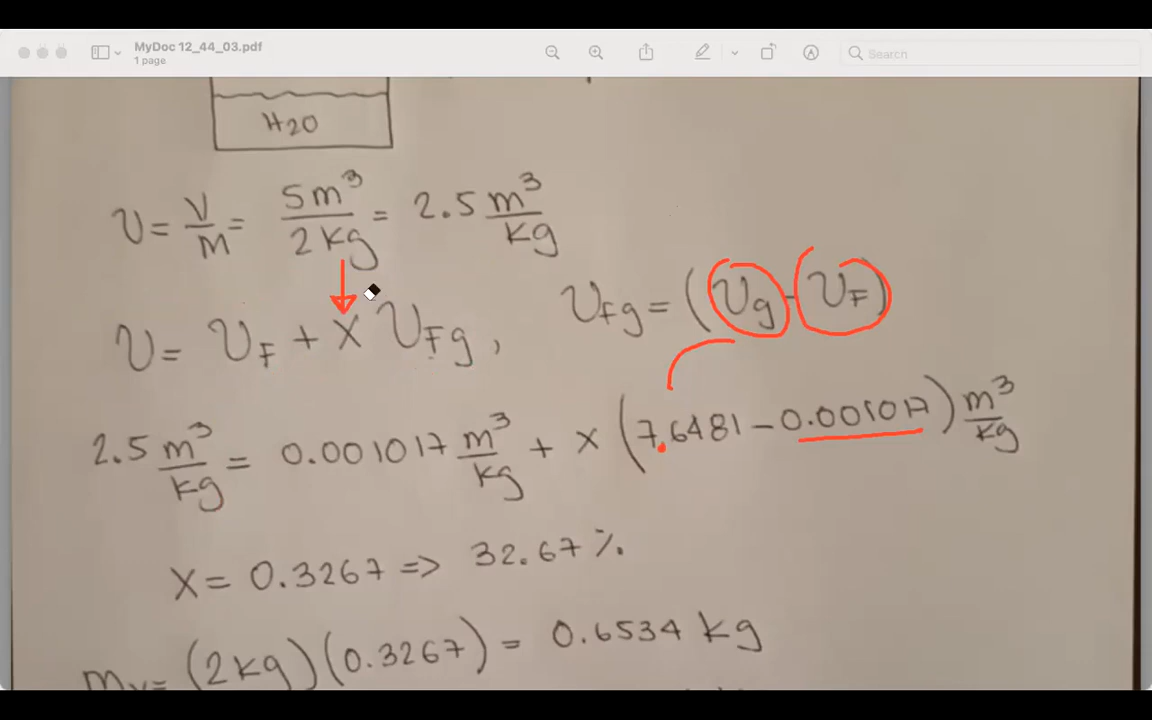 MyDoc 12_44_03.pdf
1 page
Search
H20
V = V/M = 5m³/2kg = 2.5 m³/kg
V = VF + X VFg, VFg = (Vg - VF)
2.5 m³/kg = 0.001017 m³/kg + X (7.6481 - 0.001017) m³/kg
X = 0.3267 => 32.67 %.
mv = (2kg)(0.3267) = 0.6534 kg